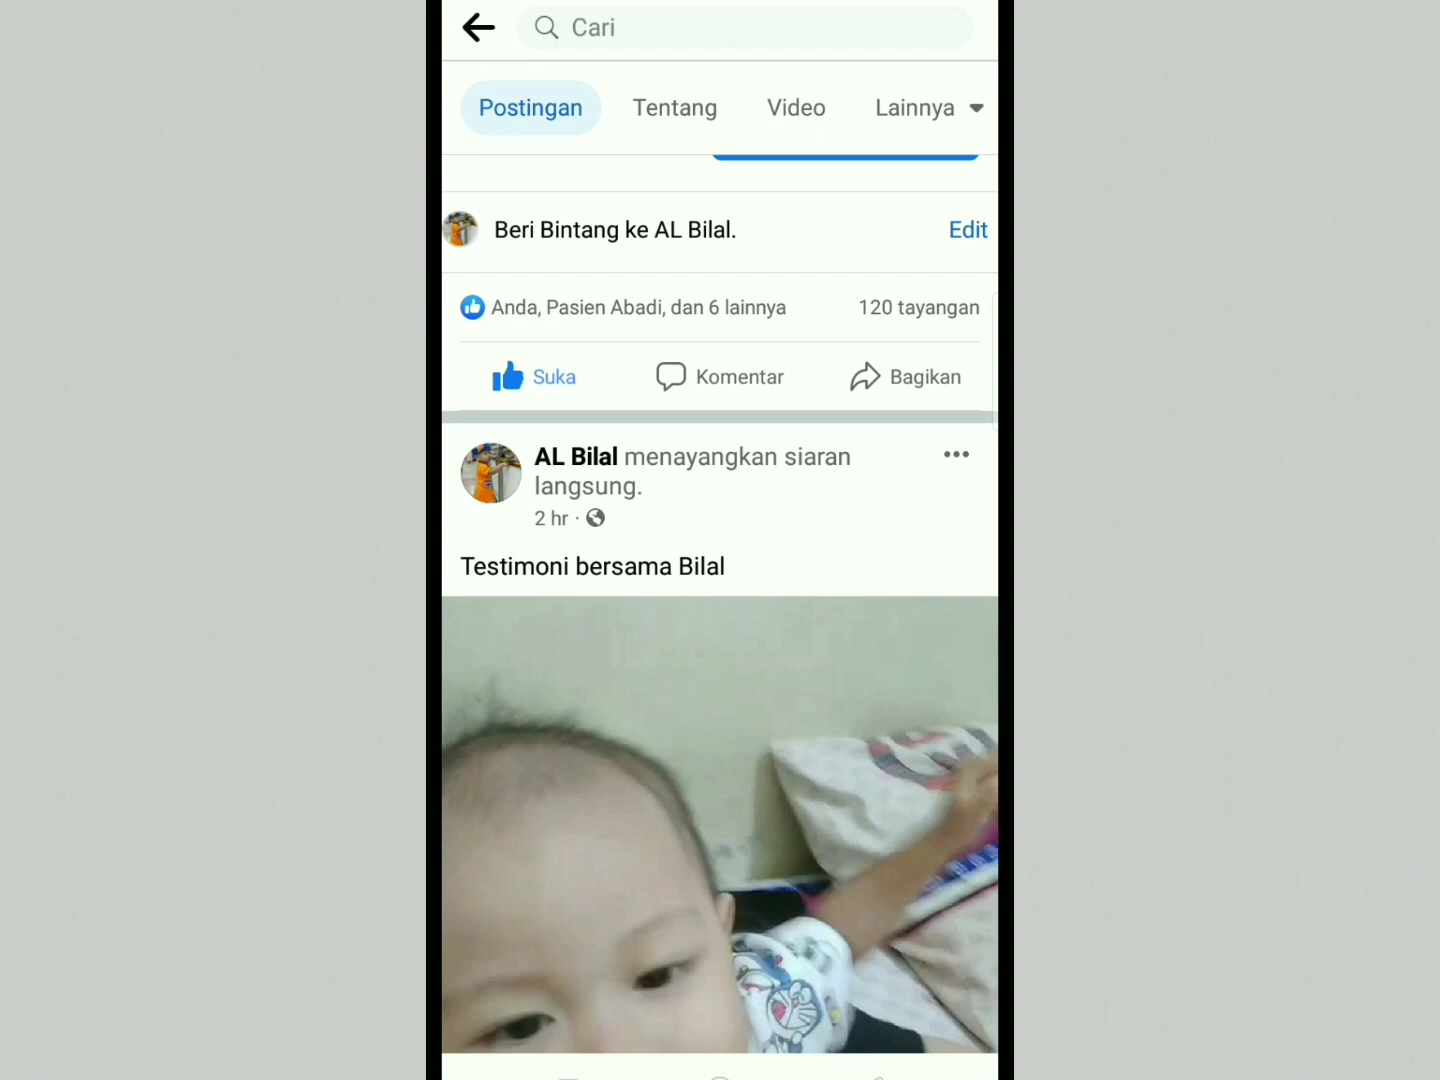 Cari
Postingan Tentang Video Lainnya
Beri Bintang ke AL Bilal. Edit
Anda, Pasien Abadi, dan 6 lainnya 120 tayangan
Suka Komentar Bagikan
AL Bilal menayangkan siaran
langsung.
2 hr ·
Testimoni bersama Bilal